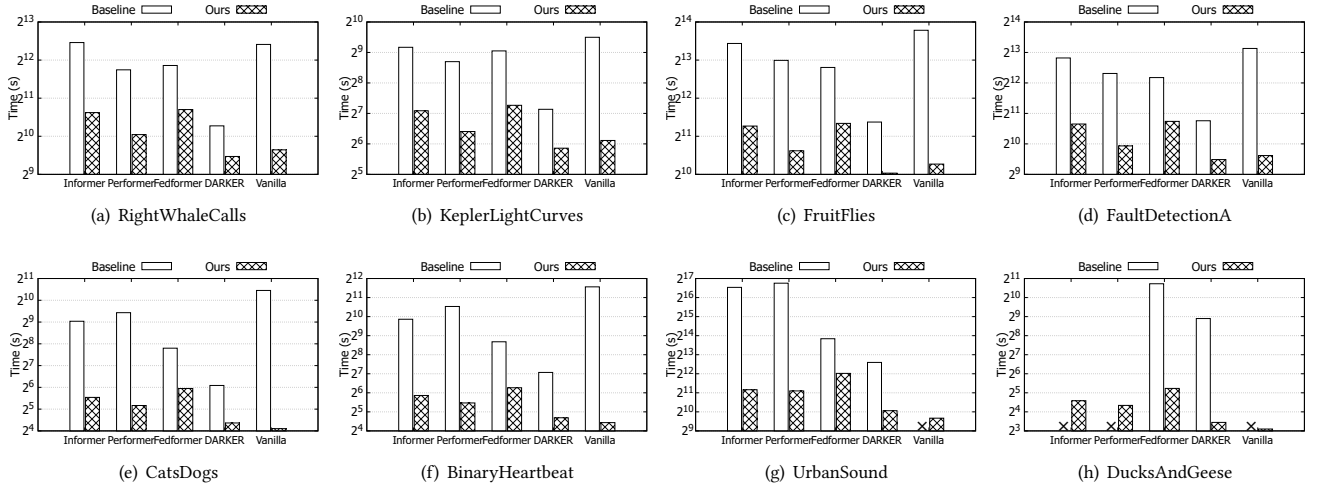 Baseline Ours
Time (s)
2^13
2^12
2^11
2^10
2^9
Informer Performer Fedformer DARKER Vanilla
(a) RightWhaleCalls
Baseline Ours
Time (s)
2^10
2^9
2^8
2^7
2^6
2^5
Informer Performer Fedformer DARKER Vanilla
(b) KeplerLightCurves
Baseline Ours
Time (s)
2^14
2^13
2^12
2^11
2^10
Informer Performer Fedformer DARKER Vanilla
(c) FruitFlies
Baseline Ours
Time (s)
2^14
2^13
2^12
2^11
2^10
2^9
Informer Performer Fedformer DARKER Vanilla
(d) FaultDetectionA
Baseline Ours
Time (s)
2^11
2^10
2^9
2^8
2^7
2^6
2^5
2^4
Informer Performer Fedformer DARKER Vanilla
(e) CatsDogs
Baseline Ours
Time (s)
2^12
2^11
2^10
2^9
2^8
2^7
2^6
2^5
2^4
Informer Performer Fedformer DARKER Vanilla
(f) BinaryHeartbeat
Baseline Ours
Time (s)
2^17
2^16
2^15
2^14
2^13
2^12
2^11
2^10
2^9
Informer Performer Fedformer DARKER Vanilla
(g) UrbanSound
Baseline Ours
Time (s)
2^11
2^10
2^9
2^8
2^7
2^6
2^5
2^4
2^3
Informer Performer Fedformer DARKER Vanilla
(h) DucksAndGeese